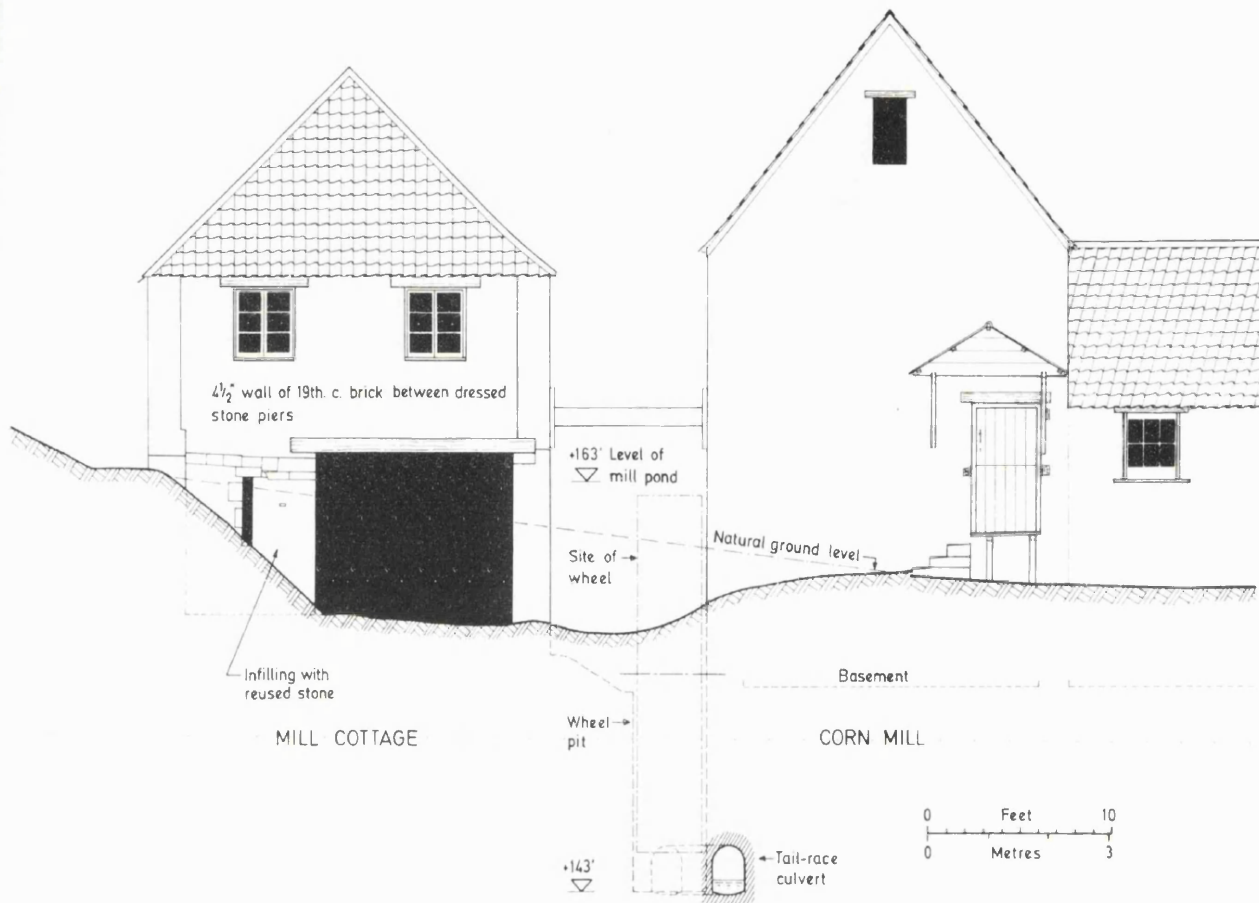 4½" wall of 19th. c. brick between dressed
stone piers
+163' Level of
mill pond
Natural ground level
Site of
wheel
Infilling with
reused stone
Basement
Wheel
pit
MILL COTTAGE
CORN MILL
0 Feet 10
0 Metres 3
+143'
Tail-race
culvert